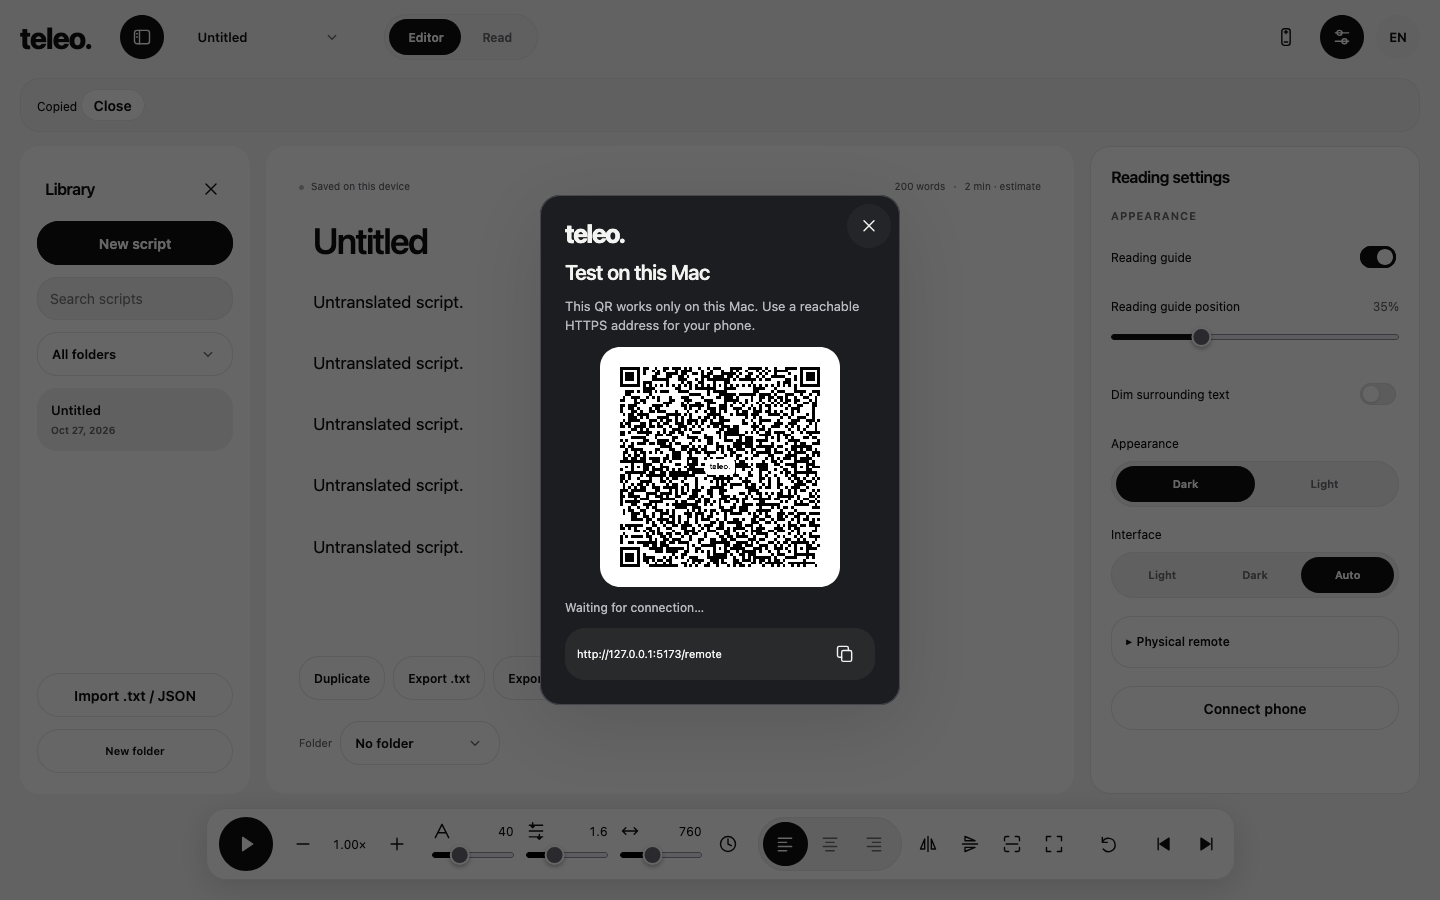 teleo.
Untitled
Editor
Read
EN
Copied
Close
Library
New script
Search scripts
All folders
Untitled
Oct 27, 2026
Import .txt / JSON
New folder
Saved on this device
200 words · 2 min · estimate
Untitled
Untranslated script.
Untranslated script.
Untranslated script.
Untranslated script.
Untranslated script.
Duplicate
Export .txt
Folder
No folder
teleo.
Test on this Mac
This QR works only on this Mac. Use a reachable
HTTPS address for your phone.
teleo.
Waiting for connection...
http://127.0.0.1:5173/remote
Reading settings
APPEARANCE
Reading guide
Reading guide position
35%
Dim surrounding text
Appearance
Dark
Light
Interface
Light
Dark
Auto
Physical remote
Connect phone
1.00×
40
1.6
760